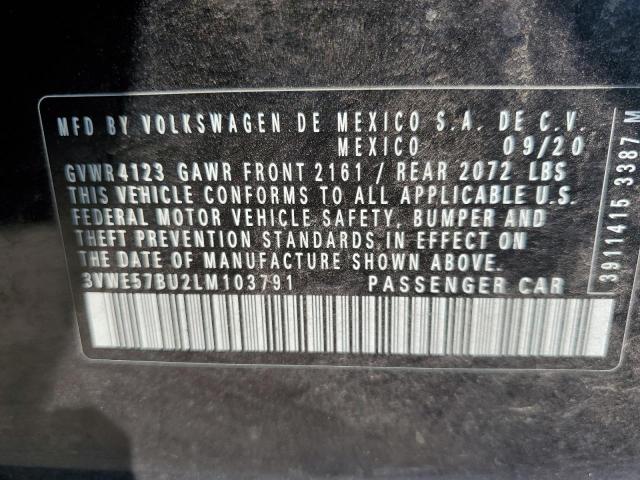 MFD BY VOLKSWAGEN DE MEXICO S.A. DE C.V.
MEXICO 09/20
GVWR4123 GAWR FRONT 2161 / REAR 2072 LBS
THIS VEHICLE CONFORMS TO ALL APPLICABLE U.S.
FEDERAL MOTOR VEHICLE SAFETY, BUMPER AND
THEFT PREVENTION STANDARDS IN EFFECT ON
THE DATE OF MANUFACTURE SHOWN ABOVE.
3VWE57BU2LM103791 PASSENGER CAR
3911415 3387 M